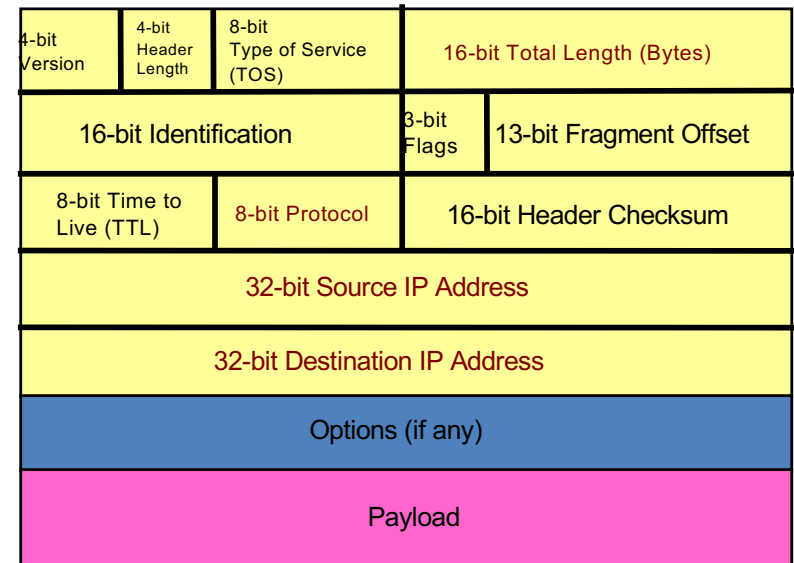 4-bit
Version
4-bit
Header
Length
8-bit
Type of Service
(TOS)
16-bit Total Length (Bytes)
16-bit Identification
3-bit
Flags
13-bit Fragment Offset
8-bit Time to
Live (TTL)
8-bit Protocol
16-bit Header Checksum
32-bit Source IP Address
32-bit Destination IP Address
Options (if any)
Payload